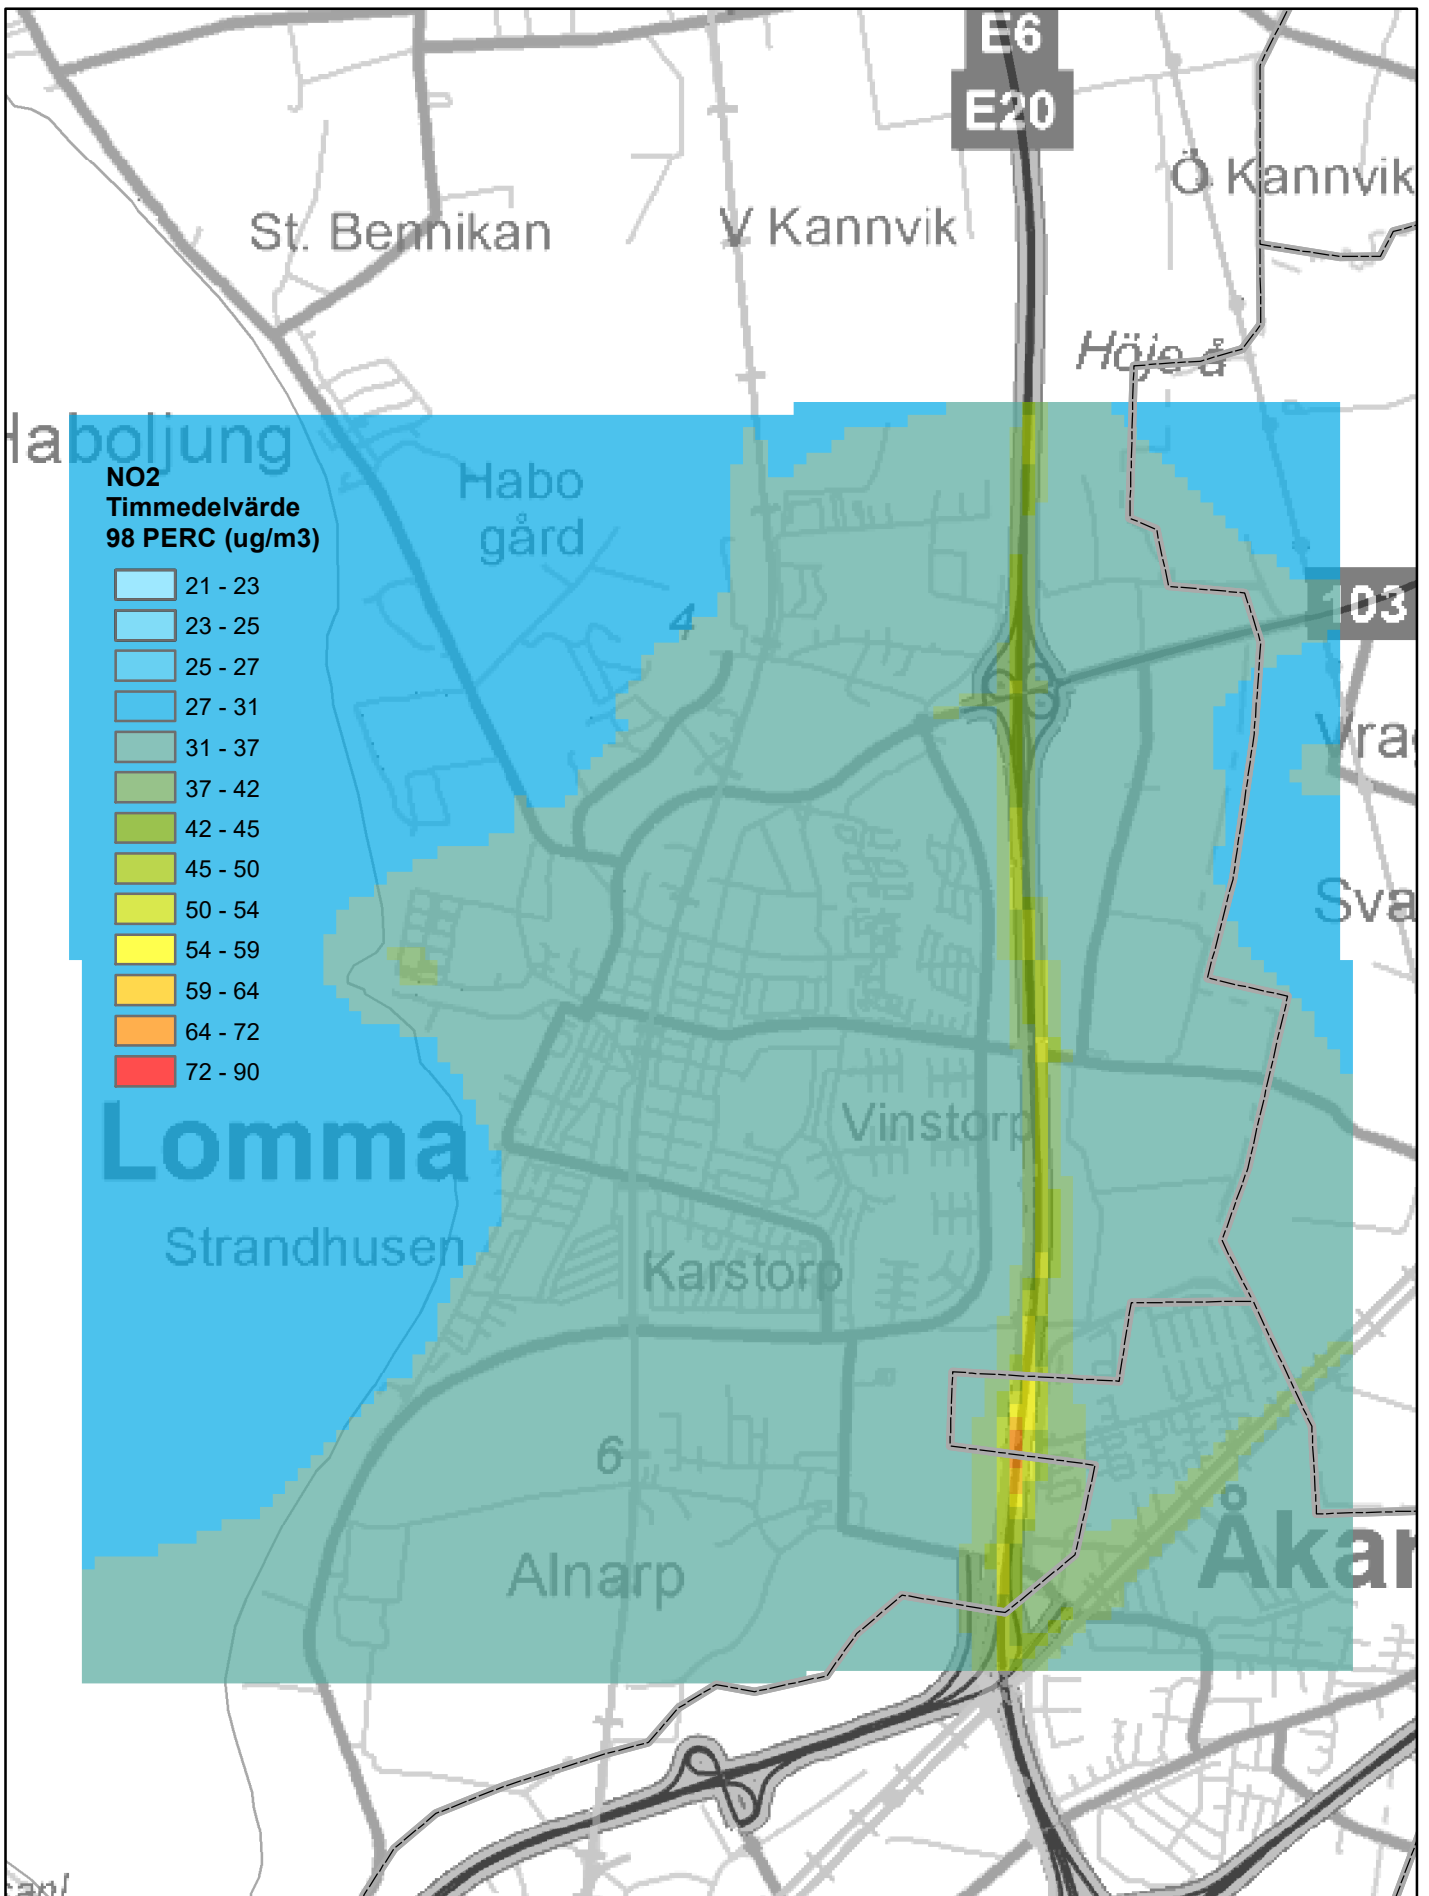 E6
E20
Ö Kannvik
St. Bennikan
V Kannvik
Höje å
Haboljung
NO2
Timmedelvärde
98 PERC (ug/m3)
Habo
gård
21 - 23
23 - 25
25 - 27
27 - 31
31 - 37
37 - 42
42 - 45
45 - 50
50 - 54
54 - 59
59 - 64
64 - 72
72 - 90
4
103
Vra
Sva
Lomma
Vinstorp
Strandhusen
Karstorp
6
Alnarp
Åkar